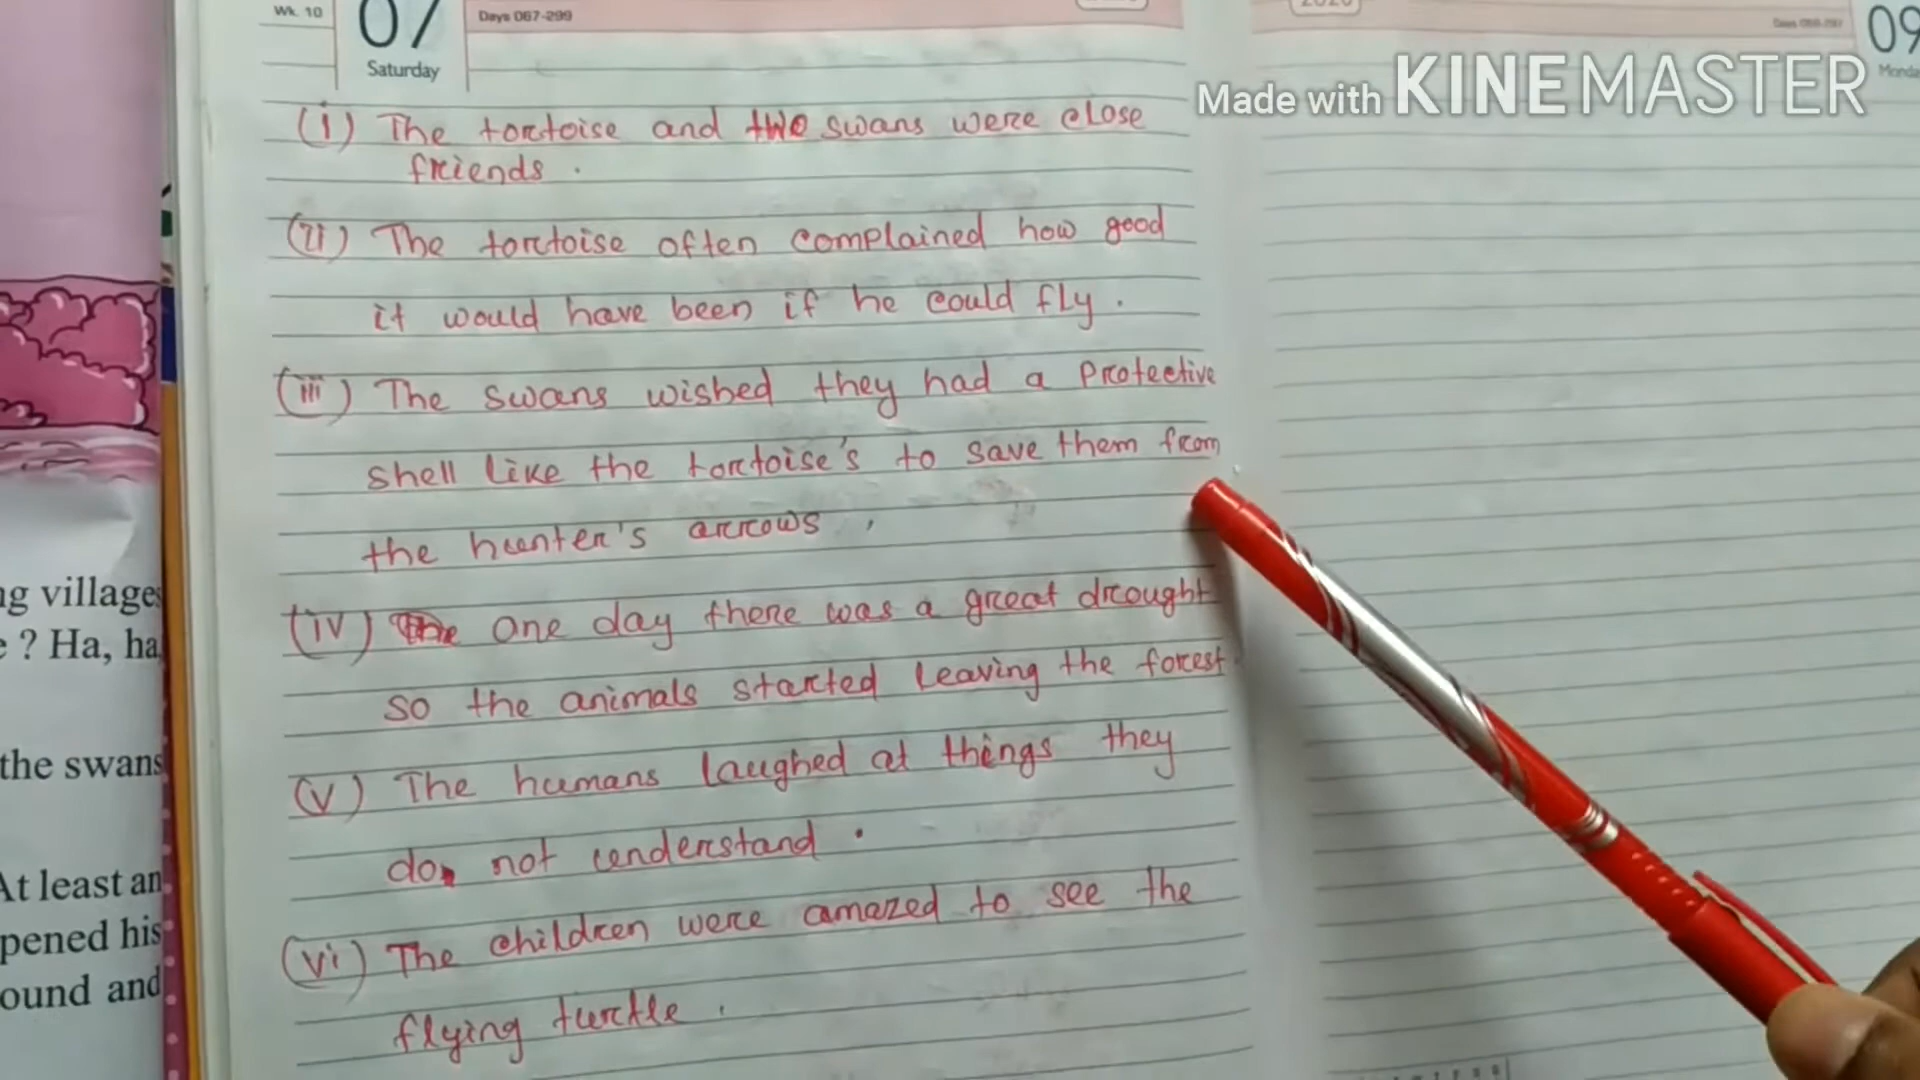 Wk. 10
07
Saturday
Days 067-299
09
Made with KINEMASTER
(i) The tortoise and two swans were close
friends.
(ii) The tortoise often complained how good
it would have been if he could fly.
(iii) The swans wished they had a protective
shell like the tortoise's to save them from
the hunter's arrows.
(iv) One day there was a great drought
so the animals started leaving the forest
(v) The humans laughed at things they
do not understand.
(vi) The children were amazed to see the
flying turtle.
ng villages
e ? Ha, ha
the swans
At least an
pened his
ound and